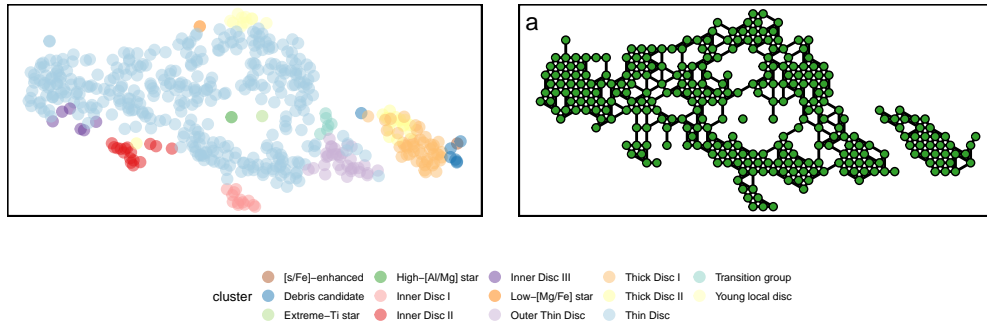 a
[s/Fe]−enhanced High−[Al/Mg] star Inner Disc III Thick Disc I Transition group
cluster Debris candidate Inner Disc I Low−[Mg/Fe] star Thick Disc II Young local disc
Extreme−Ti star Inner Disc II Outer Thin Disc Thin Disc